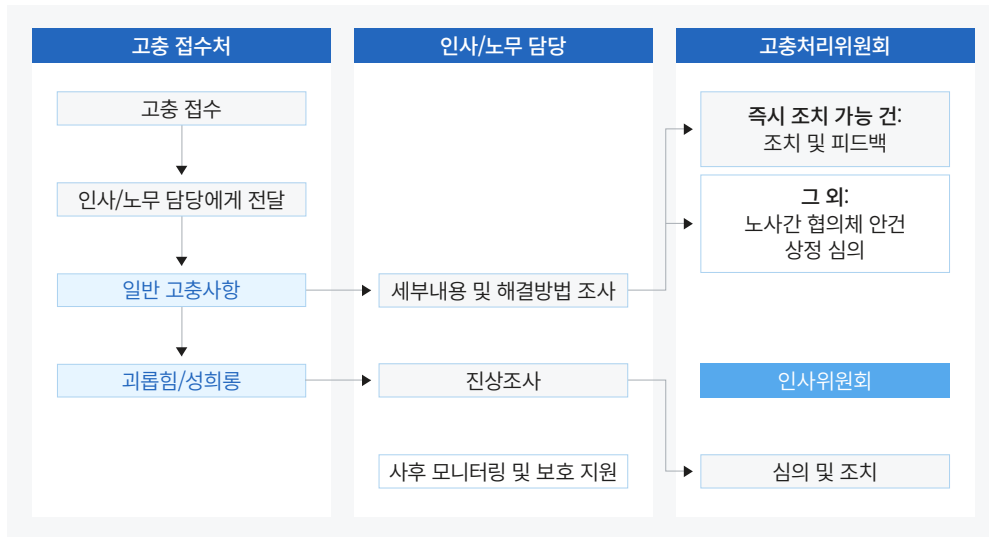 고충 접수처
고충 접수
인사/노무 담당에게 전달
일반 고충사항
괴롭힘/성희롱
인사/노무 담당
세부내용 및 해결방법 조사
진상조사
사후 모니터링 및 보호 지원
고충처리위원회
즉시 조치 가능 건:
조치 및 피드백
그 외:
노사간 협의체 안건
상정 심의
인사위원회
심의 및 조치